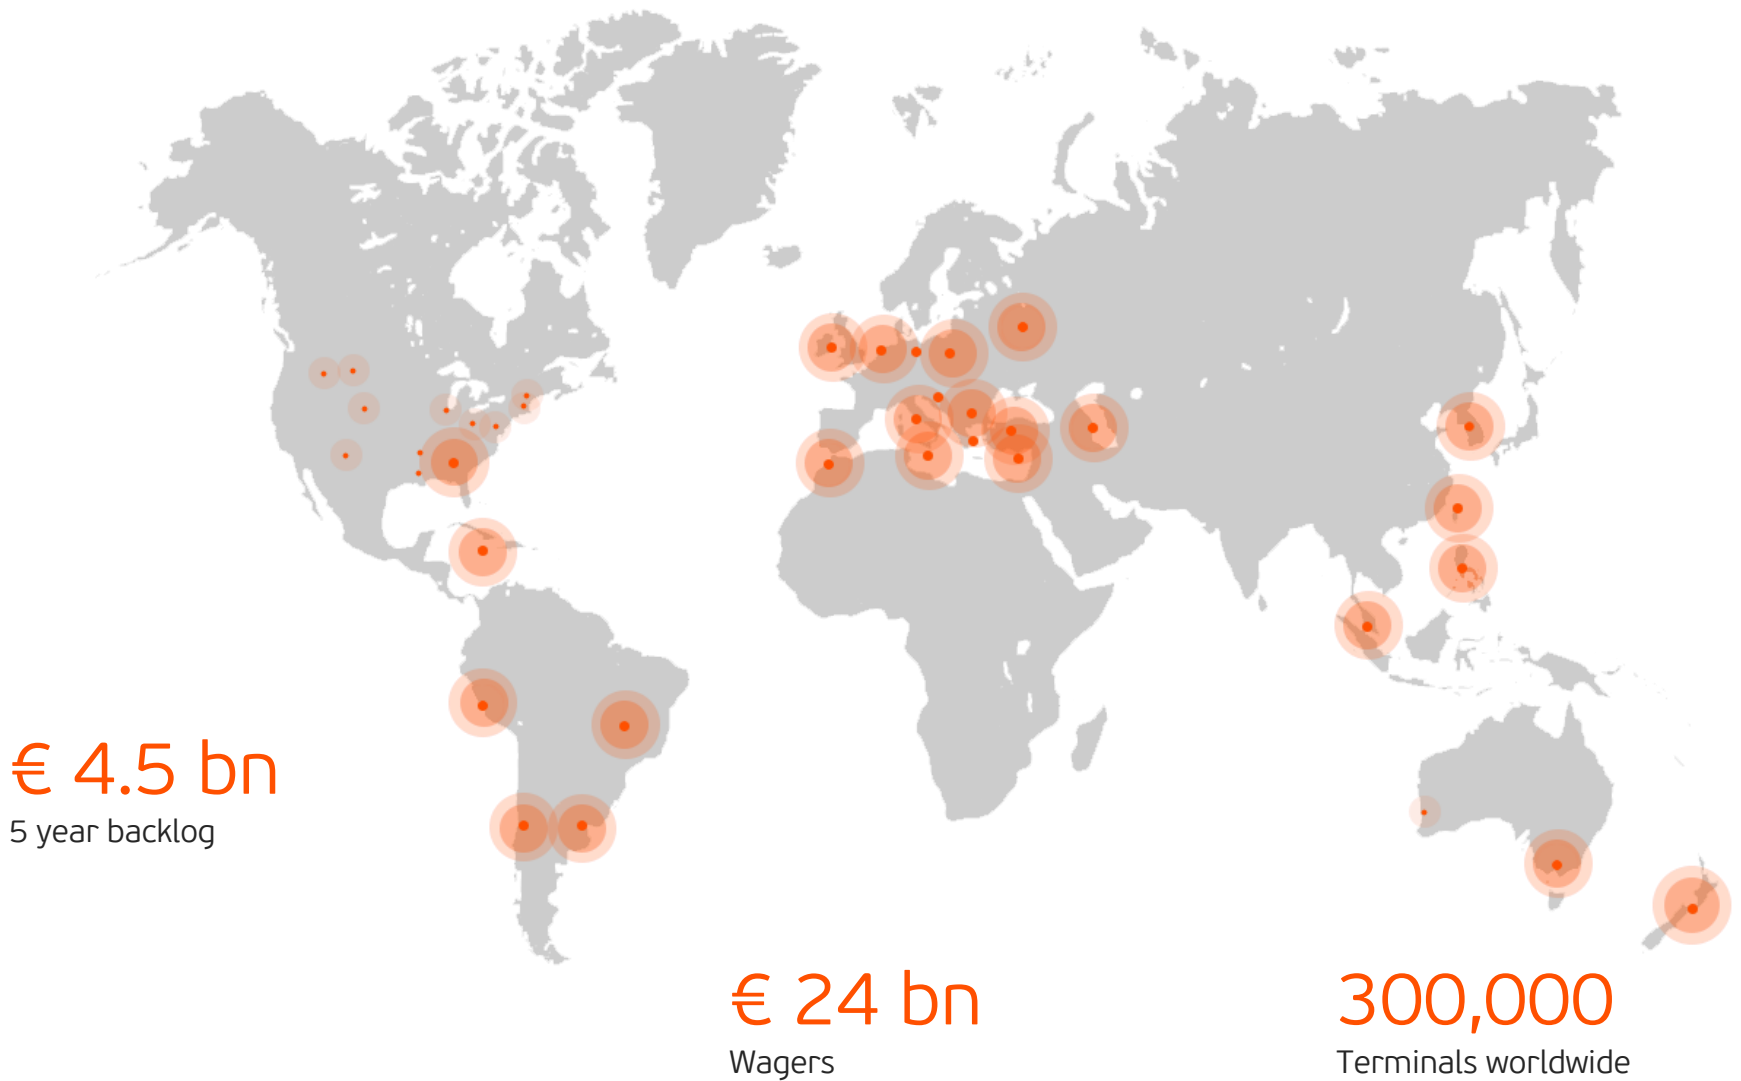 € 4.5 bn
5 year backlog
€ 24 bn
Wagers
300,000
Terminals worldwide